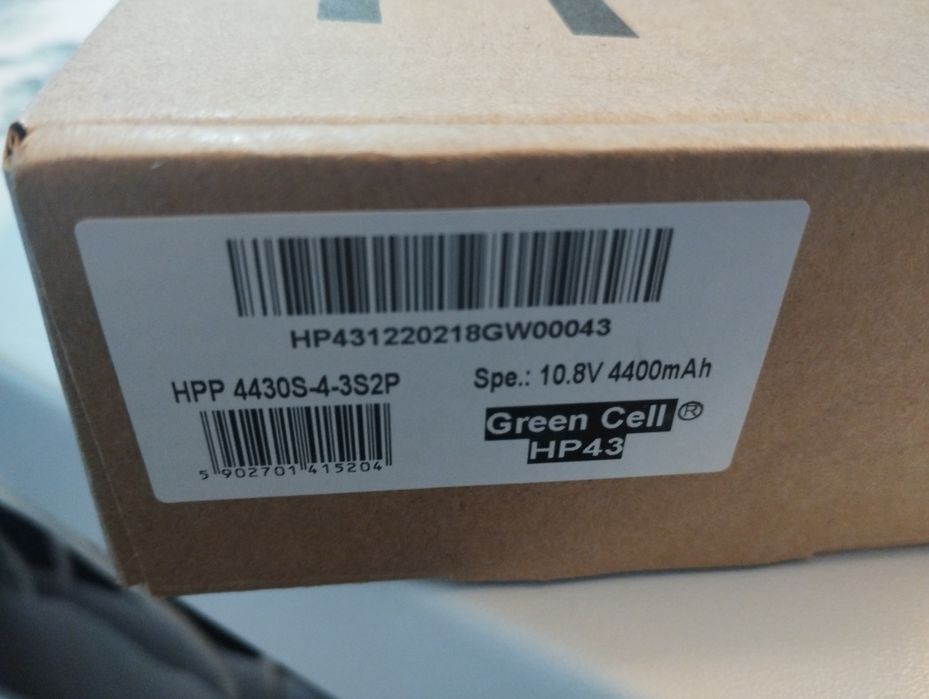 HP431220218GW00043
HPP 4430S-4-3S2P
Spe.: 10.8V 4400mAh
5 902701 415204
Green Cell®
HP43